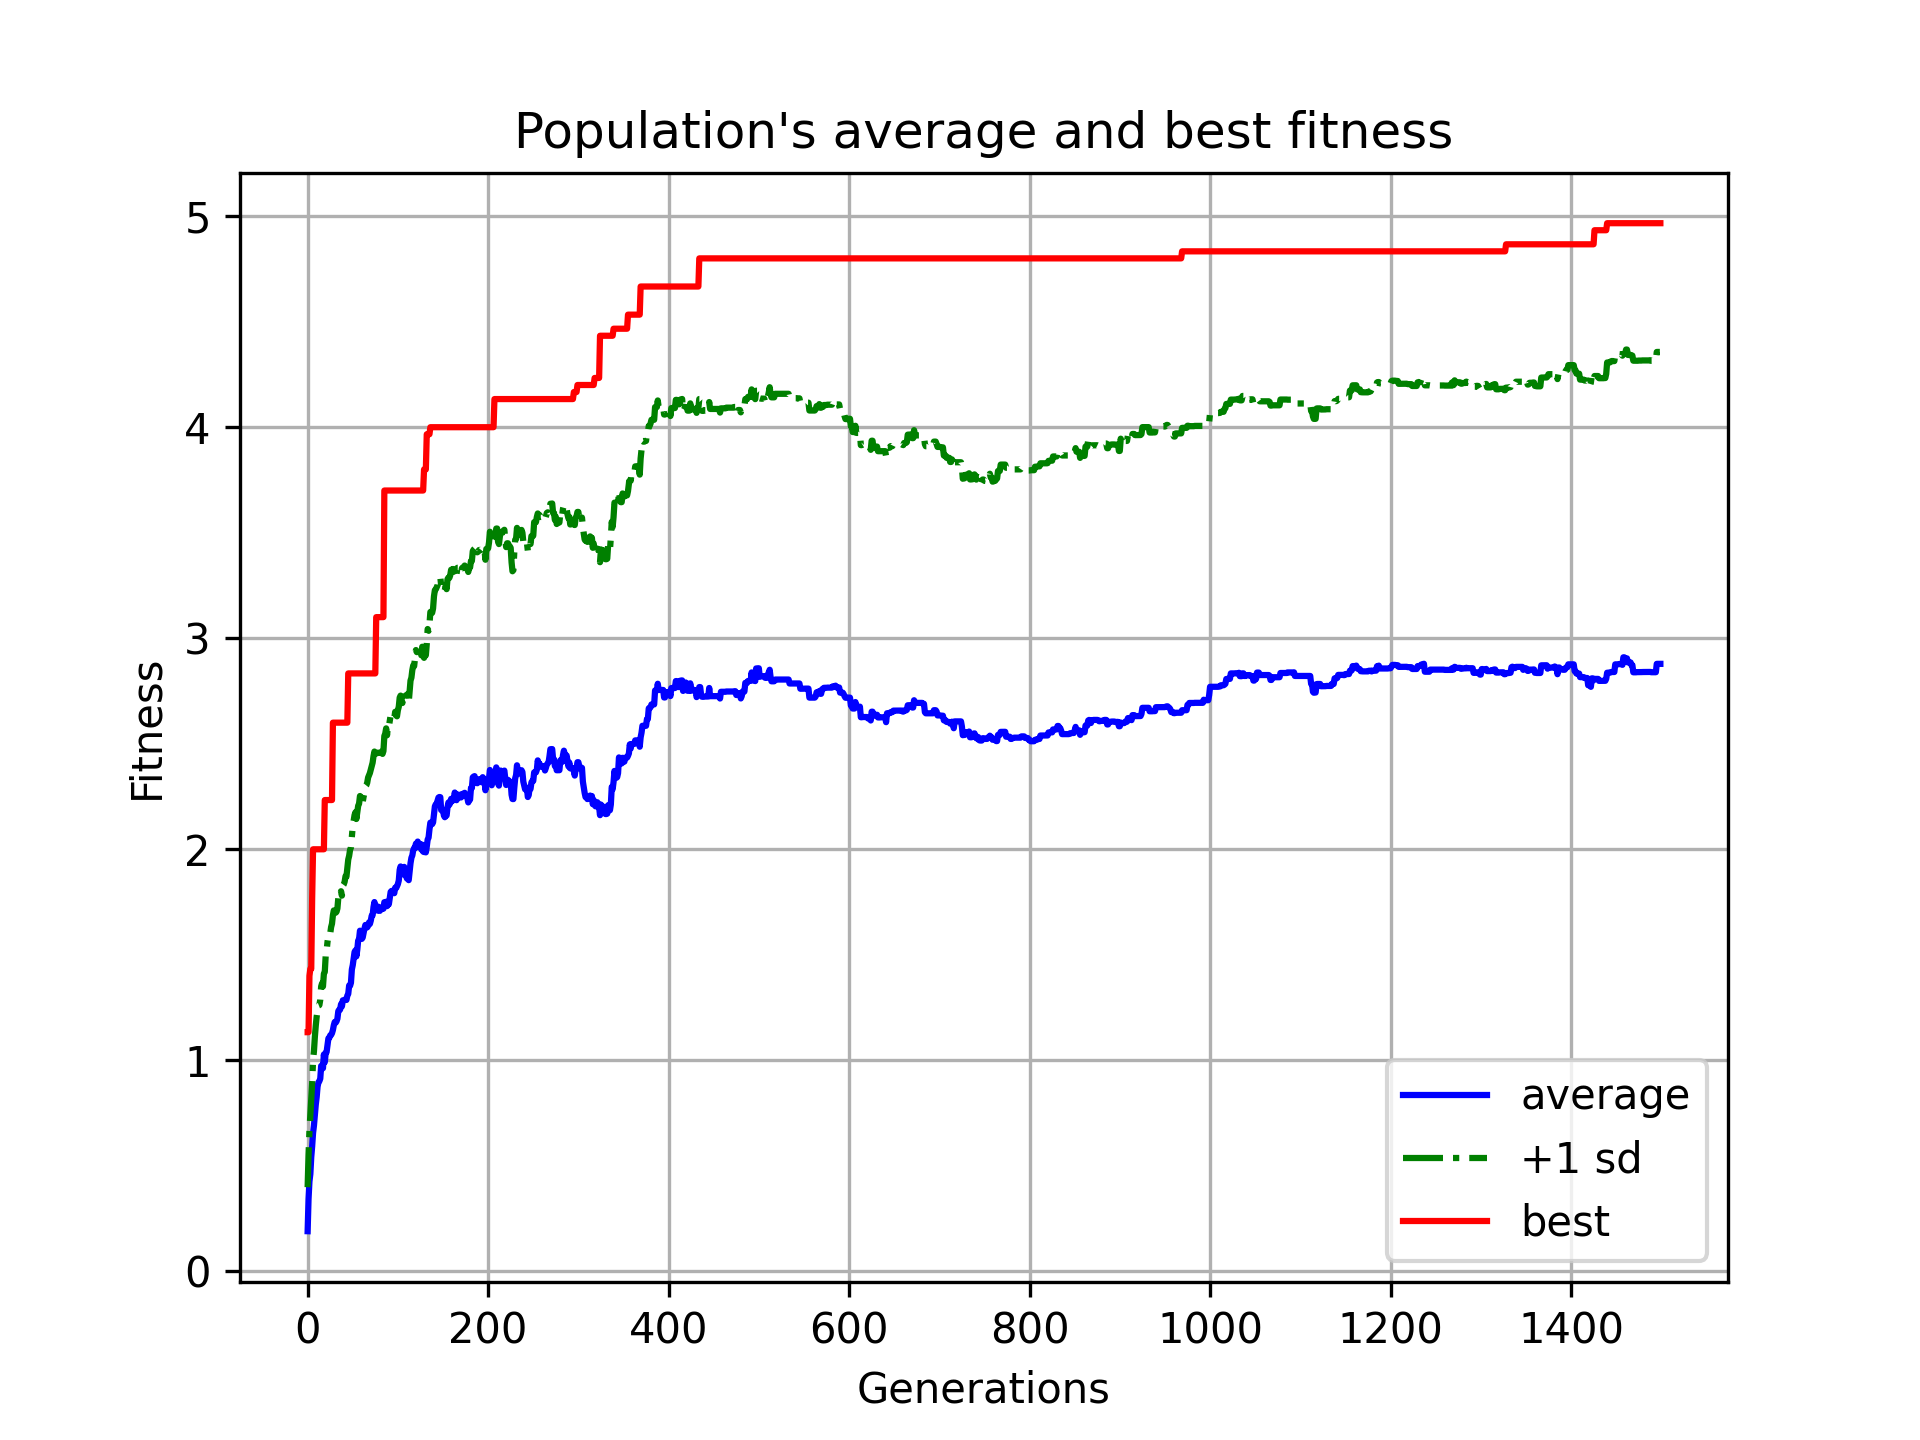 Population's average and best fitness
5
4
3
2
1
0
Fitness
0 200 400 600 800 1000 1200 1400
Generations
average
+1 sd
best